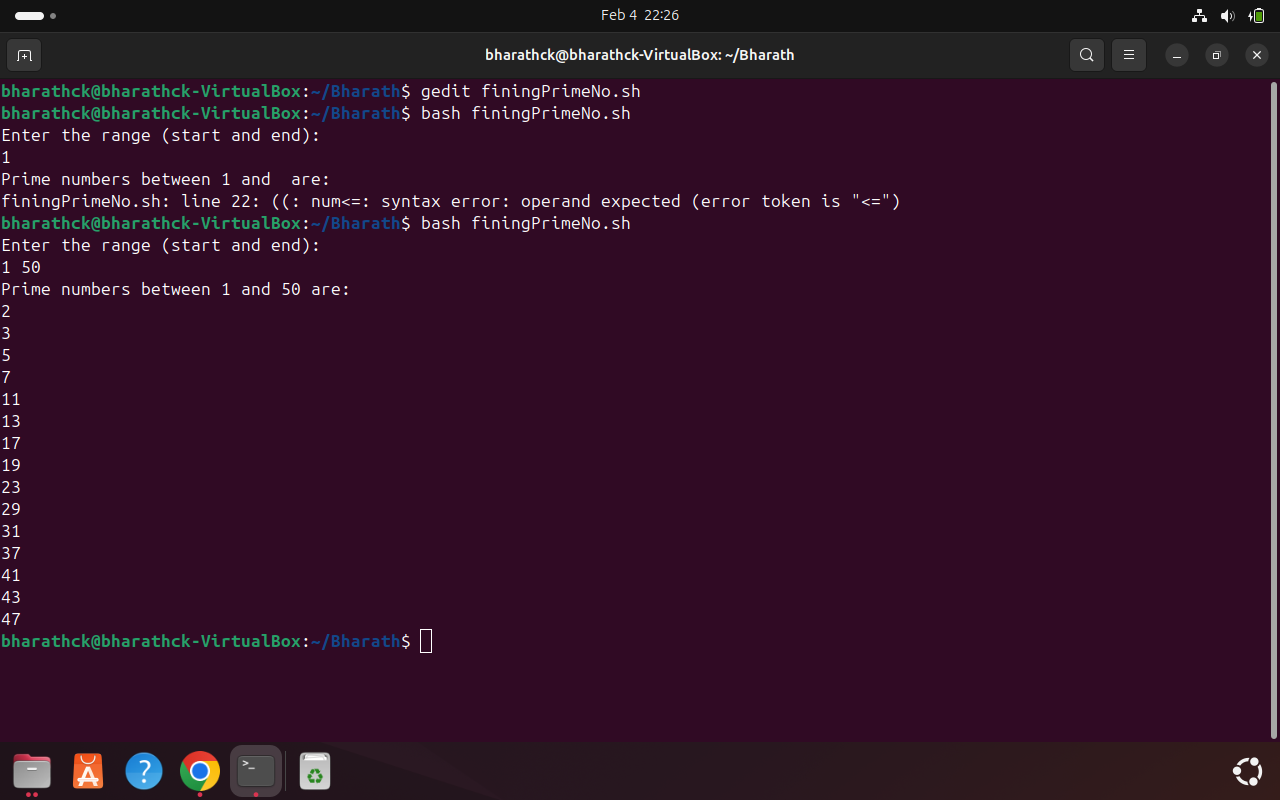 Feb 4 22:26
bharathck@bharathck-VirtualBox: ~/Bharath
bharathck@bharathck-VirtualBox:~/Bharath$ gedit finingPrimeNo.sh
bharathck@bharathck-VirtualBox:~/Bharath$ bash finingPrimeNo.sh
Enter the range (start and end):
1
Prime numbers between 1 and  are:
finingPrimeNo.sh: line 22: ((: num<=: syntax error: operand expected (error token is "<=")
bharathck@bharathck-VirtualBox:~/Bharath$ bash finingPrimeNo.sh
Enter the range (start and end):
1 50
Prime numbers between 1 and 50 are:
2
3
5
7
11
13
17
19
23
29
31
37
41
43
47
bharathck@bharathck-VirtualBox:~/Bharath$